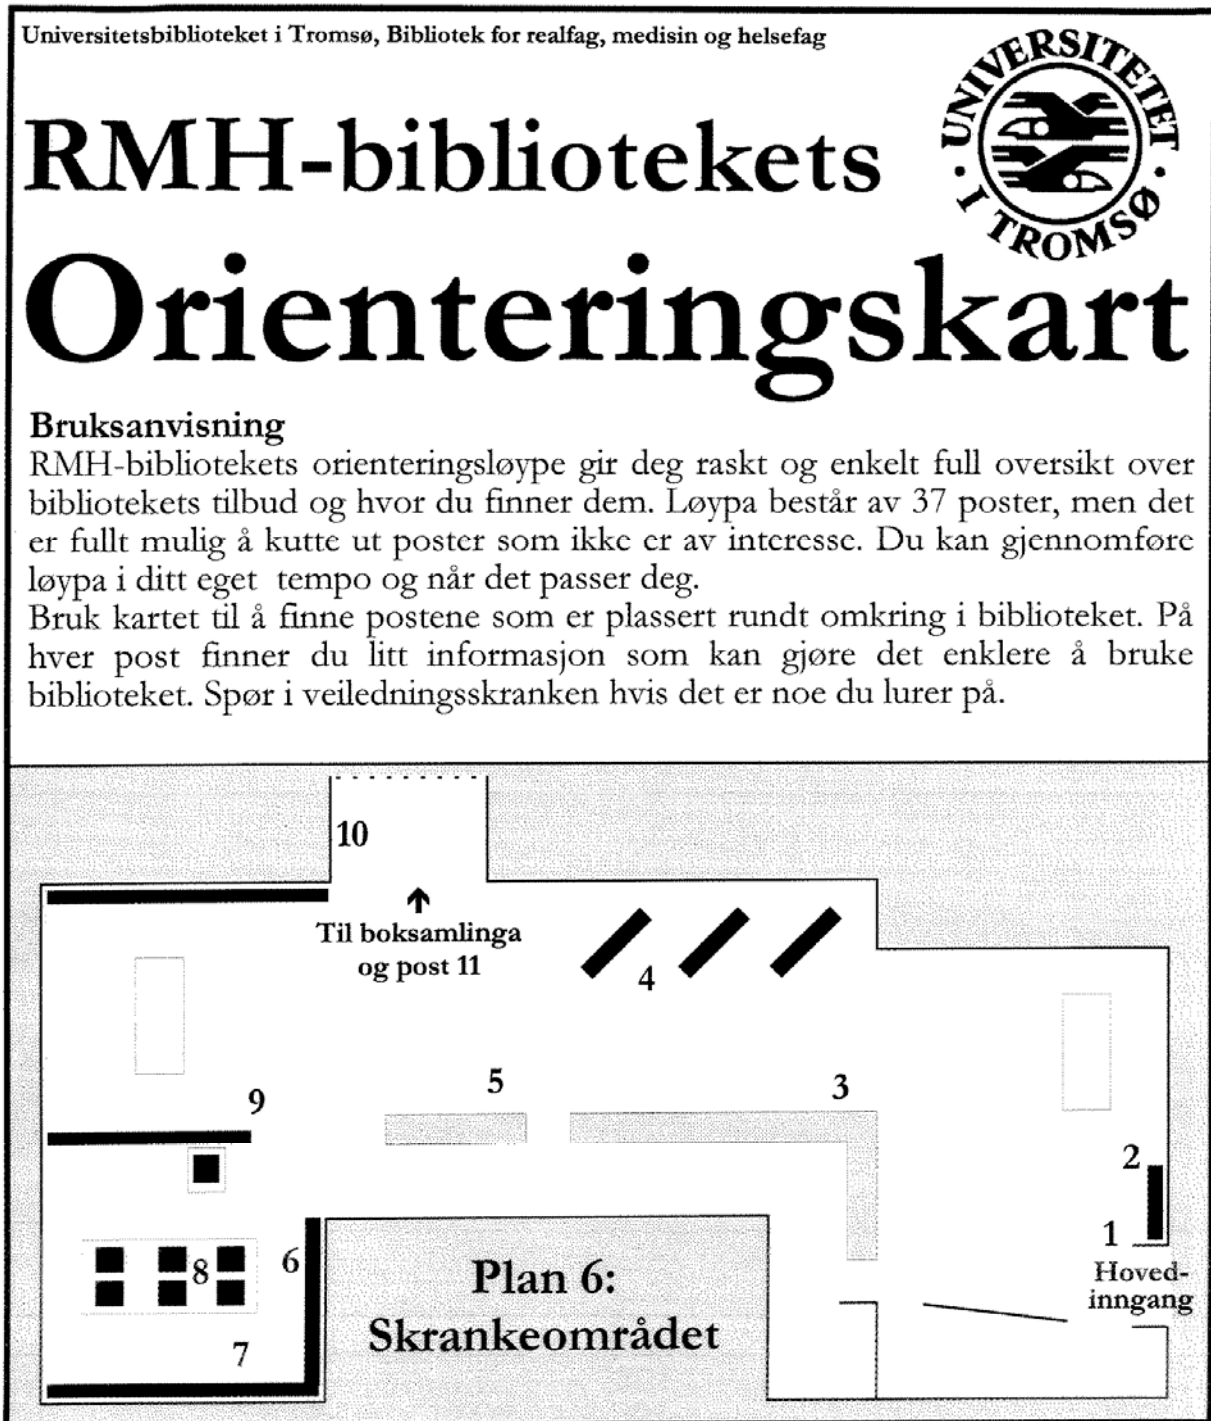 Universitetsbiblioteket i Tromsø, Bibliotek for realfag, medisin og helsefag
UNIVERSITETET · I TROMSØ ·
RMH-bibliotekets
Orienteringskart
Bruksanvisning
RMH-bibliotekets orienteringsløype gir deg raskt og enkelt full oversikt over
bibliotekets tilbud og hvor du finner dem. Løypa består av 37 poster, men det
er fullt mulig å kutte ut poster som ikke er av interesse. Du kan gjennomføre
løypa i ditt eget tempo og når det passer deg.
Bruk kartet til å finne postene som er plassert rundt omkring i biblioteket. På
hver post finner du litt informasjon som kan gjøre det enklere å bruke
biblioteket. Spør i veiledningsskranken hvis det er noe du lurer på.
10
Til boksamlinga
og post 11
4
5
3
9
2
1
Hoved-
inngang
6
8
7
Plan 6:
Skrankeområdet